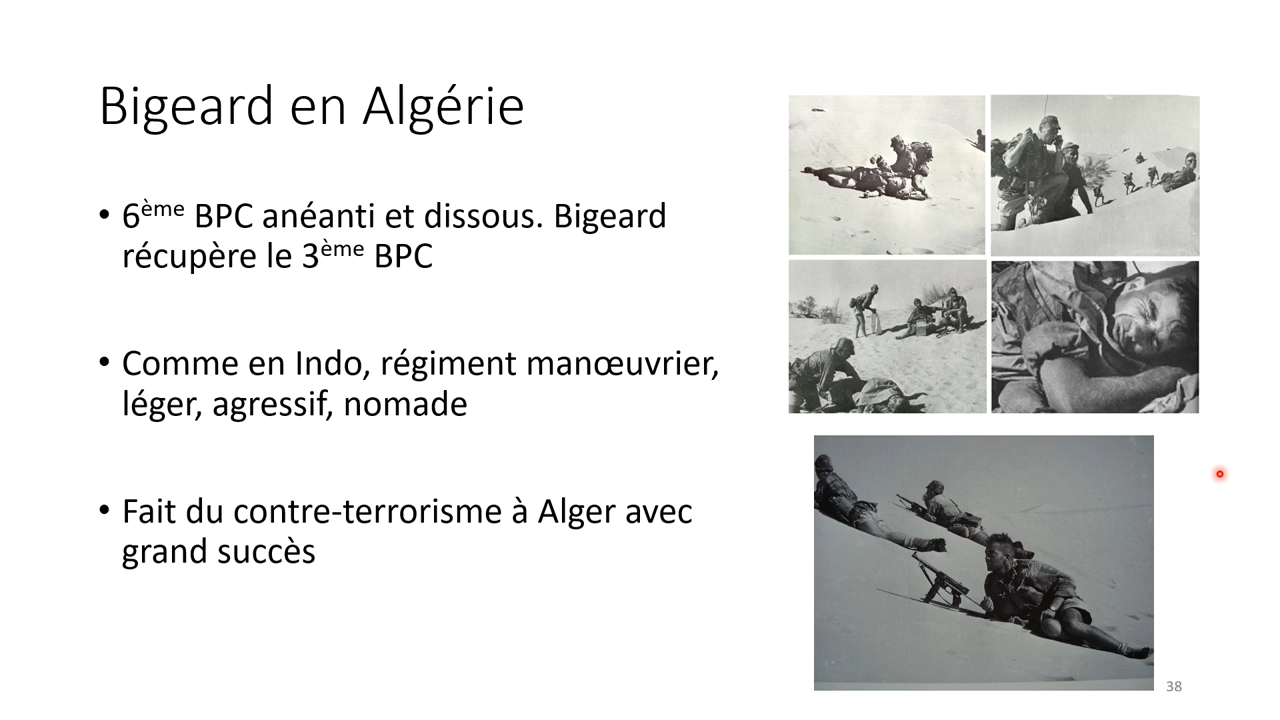 Bigeard en Algérie
• 6ème BPC anéanti et dissous. Bigeard
récupère le 3ème BPC
• Comme en Indo, régiment manœuvrier,
léger, agressif, nomade
• Fait du contre-terrorisme à Alger avec
grand succès
38